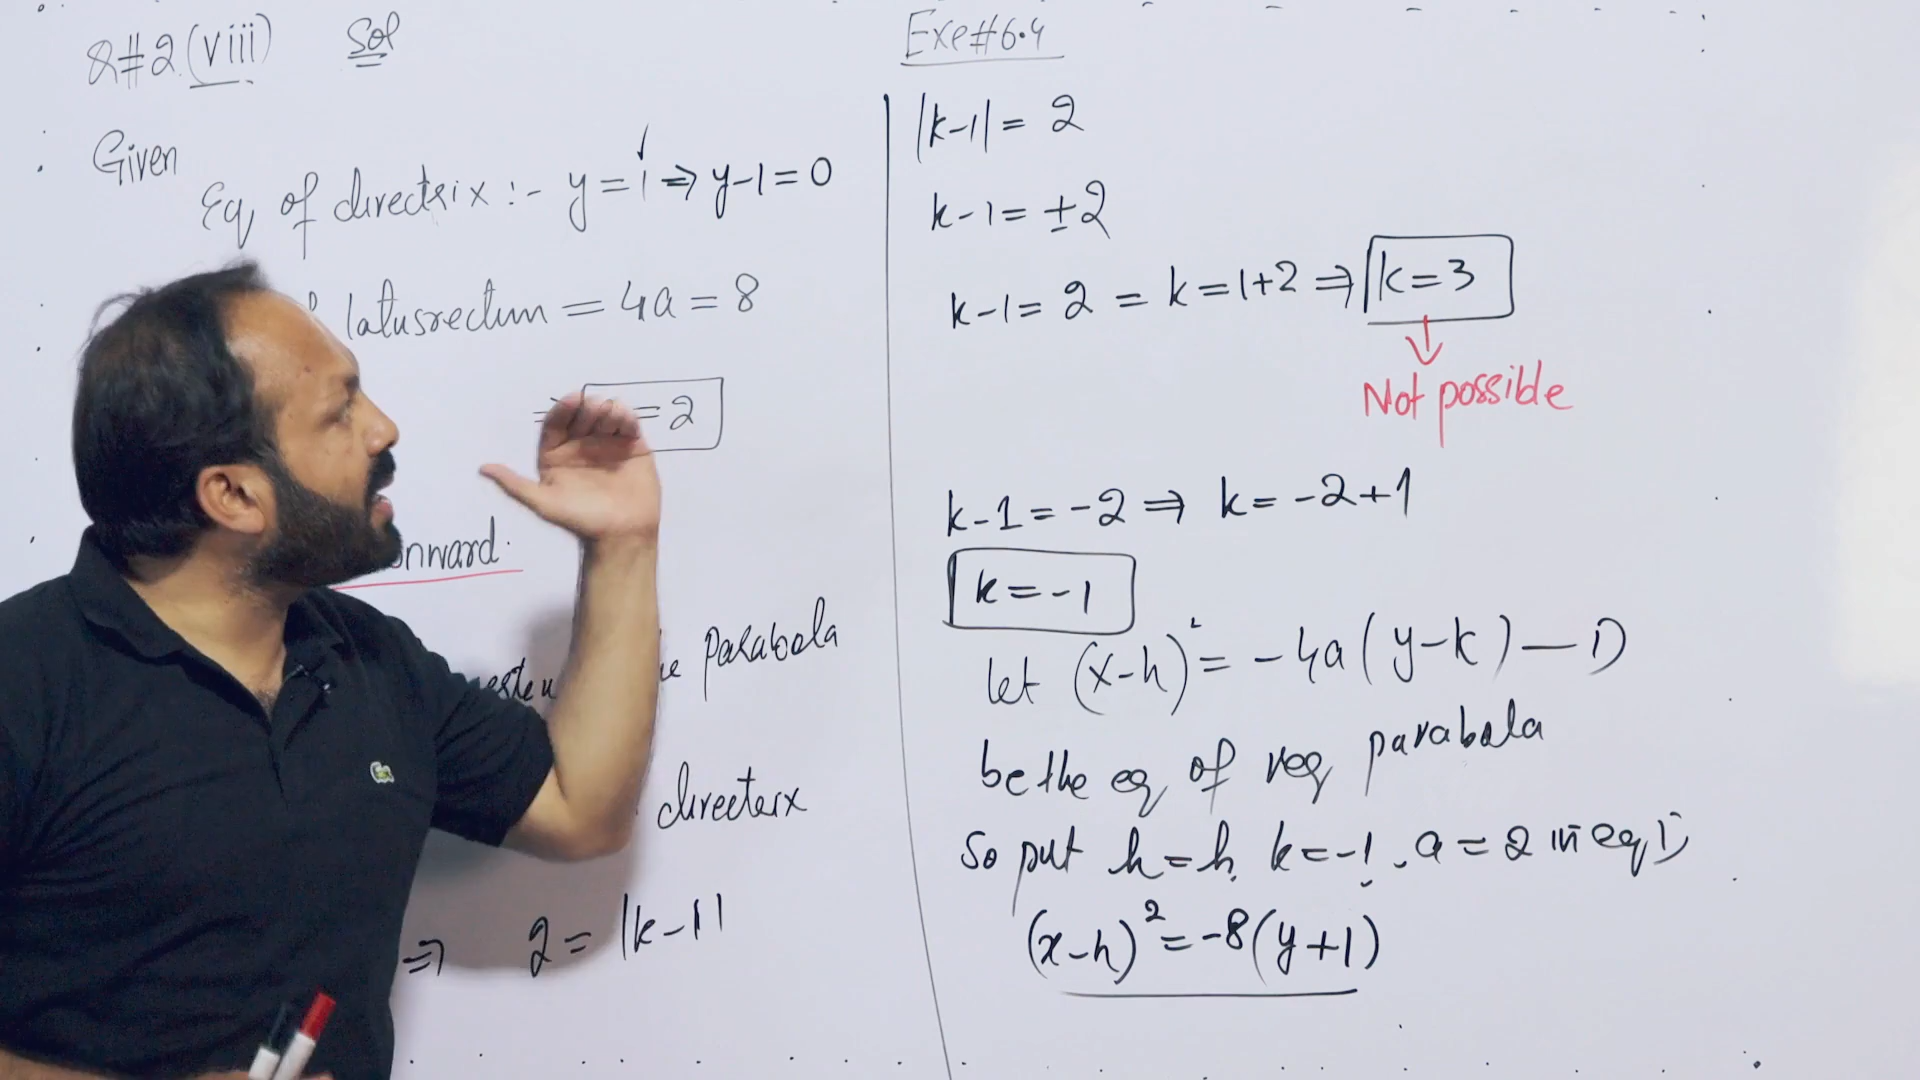 Q#2(viii) Sol
Exe#6.4
Given
Eq of directrix :- y=1 ⇒ y-1=0
latusrectum = 4a = 8
= 2
onward.
Parabola
directerx
⇒ 2 = |k-1|
|k-1| = 2
k-1 = ±2
k-1 = 2 = k=1+2 ⇒ k=3
Not possible
k-1 = -2 ⇒ k= -2+1
k=-1
let (x-h)² = -4a(y-k) — 1)
be the eq of req parabola
So put h=h, k=-1, a=2 in eq 1)
(x-h)² = -8(y+1)